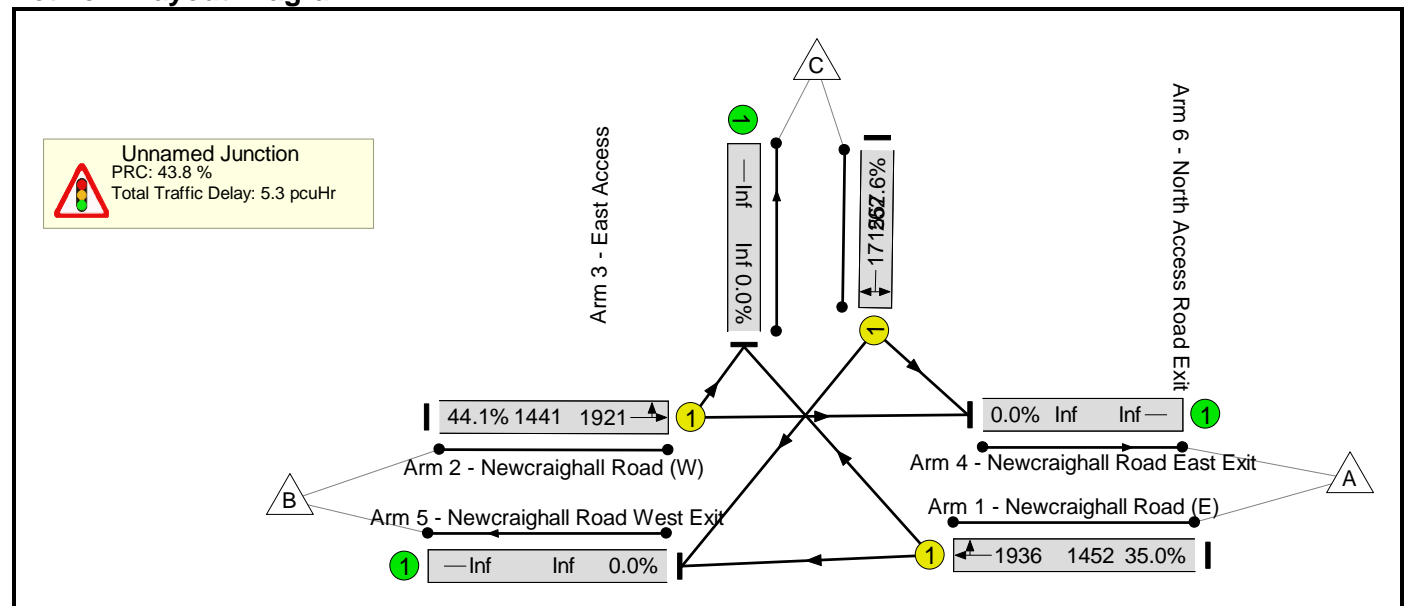 C
Unnamed Junction
PRC: 43.8 %
Total Traffic Delay: 5.3 pcuHr
Arm 3 - East Access
1
Inf Inf 0.0%
Arm 6 - North Access Road Exit
1
44.1% 1441 1921
1
0.0% Inf Inf
1
Arm 2 - Newcraighall Road (W)
Arm 4 - Newcraighall Road East Exit
B
A
Arm 5 - Newcraighall Road West Exit
Arm 1 - Newcraighall Road (E)
1
Inf Inf 0.0%
1
1936 1452 35.0%